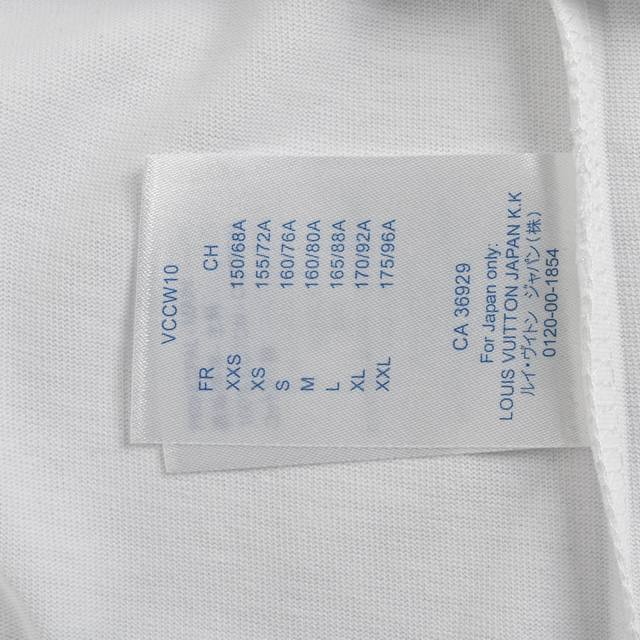 VCCW10
FR CH
XXS 150/68A
XS 155/72A
S 160/76A
M 160/80A
L 165/88A
XL 170/92A
XXL 175/96A
CA 36929
For Japan only:
LOUIS VUITTON JAPAN K.K
ルイ・ヴィトン ジャパン(株)
0120-00-1854